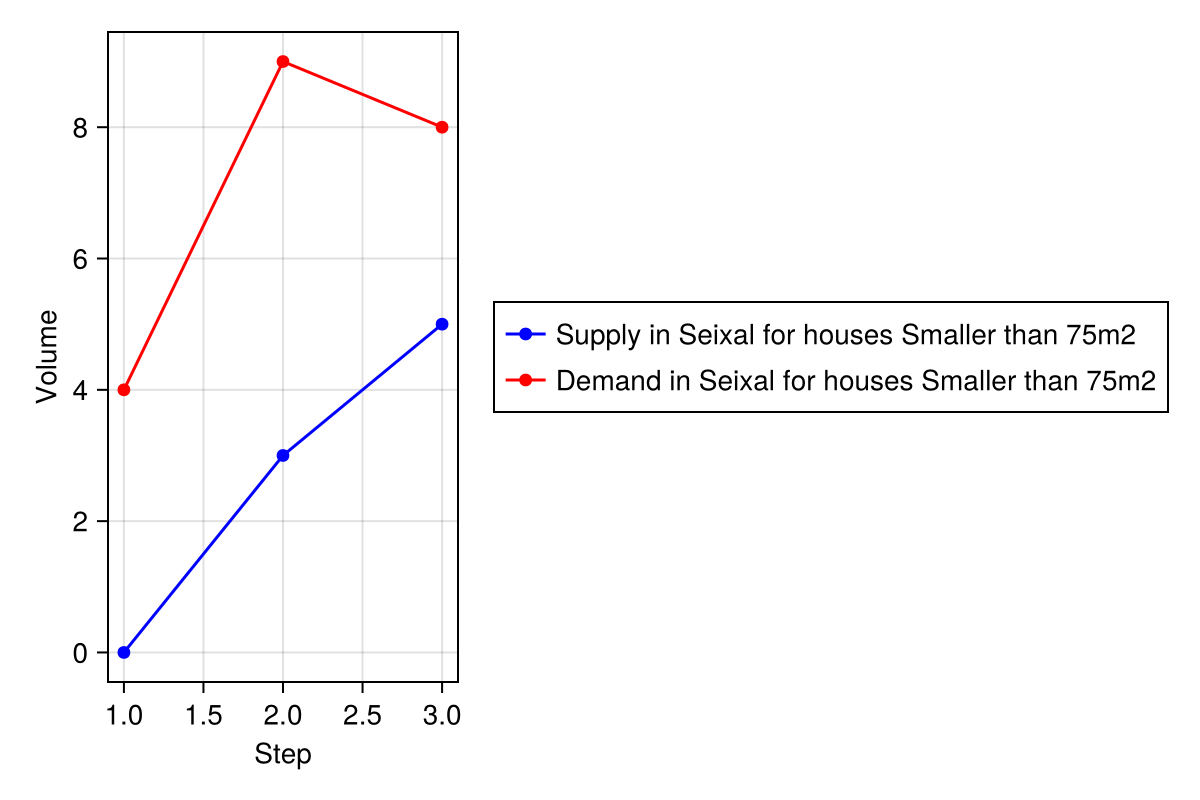 8
6
4
2
0
Volume
1.0 1.5 2.0 2.5 3.0
Step
Supply in Seixal for houses Smaller than 75m2
Demand in Seixal for houses Smaller than 75m2